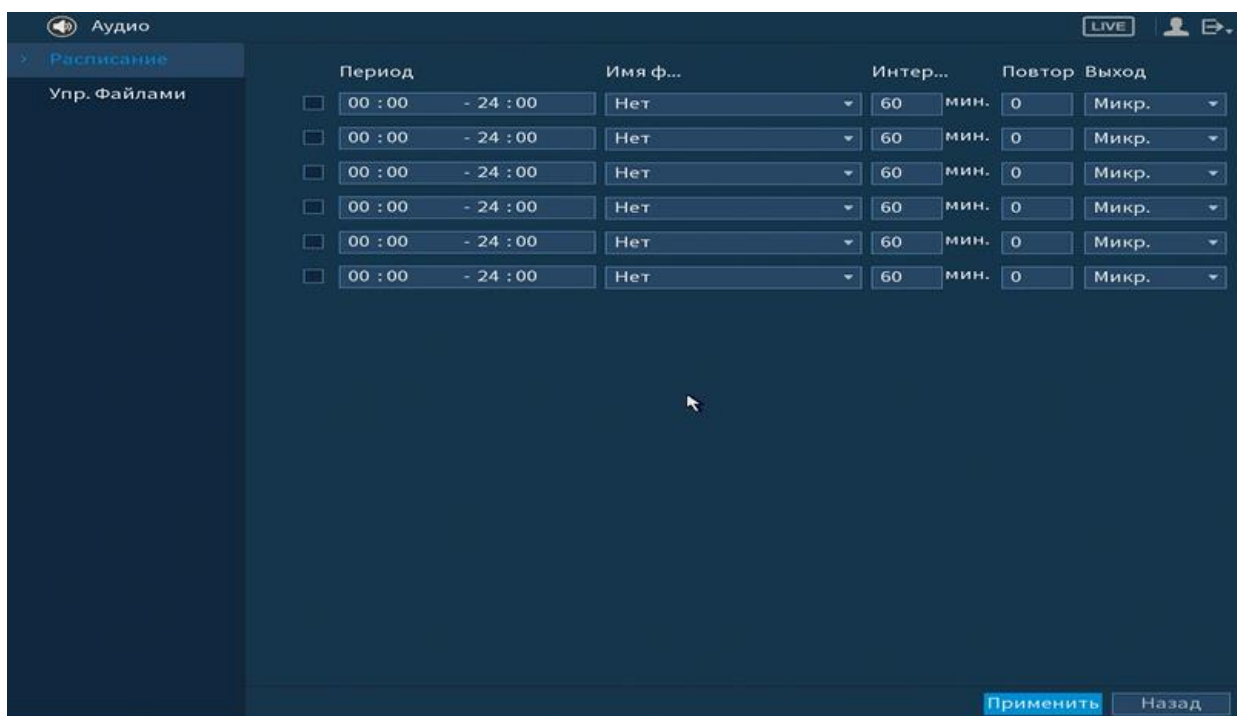 Аудио LIVE
Расписание
Упр. Файлами
Период Имя ф... Интер... Повтор Выход
00 : 00 - 24 : 00 Нет 60 мин. 0 Микр.
00 : 00 - 24 : 00 Нет 60 мин. 0 Микр.
00 : 00 - 24 : 00 Нет 60 мин. 0 Микр.
00 : 00 - 24 : 00 Нет 60 мин. 0 Микр.
00 : 00 - 24 : 00 Нет 60 мин. 0 Микр.
00 : 00 - 24 : 00 Нет 60 мин. 0 Микр.
Применить Назад